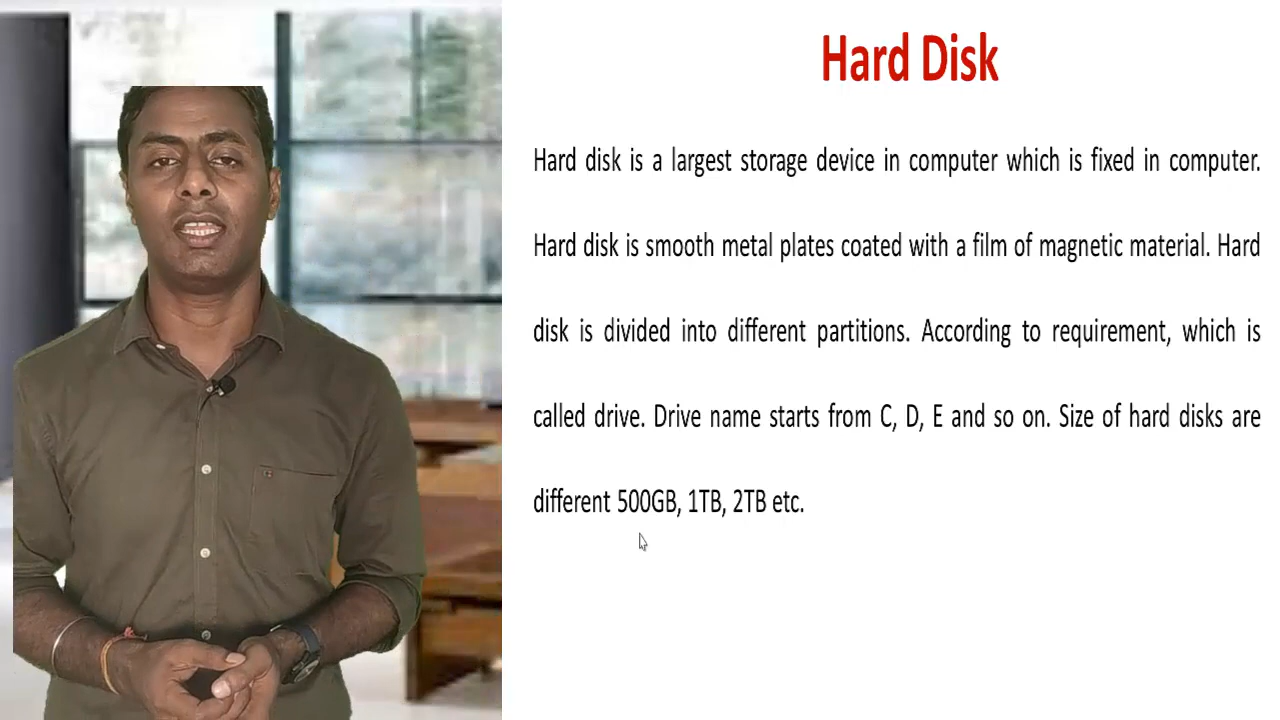 Hard Disk
Hard disk is a largest storage device in computer which is fixed in computer.
Hard disk is smooth metal plates coated with a film of magnetic material. Hard
disk is divided into different partitions. According to requirement, which is
called drive. Drive name starts from C, D, E and so on. Size of hard disks are
different 500GB, 1TB, 2TB etc.